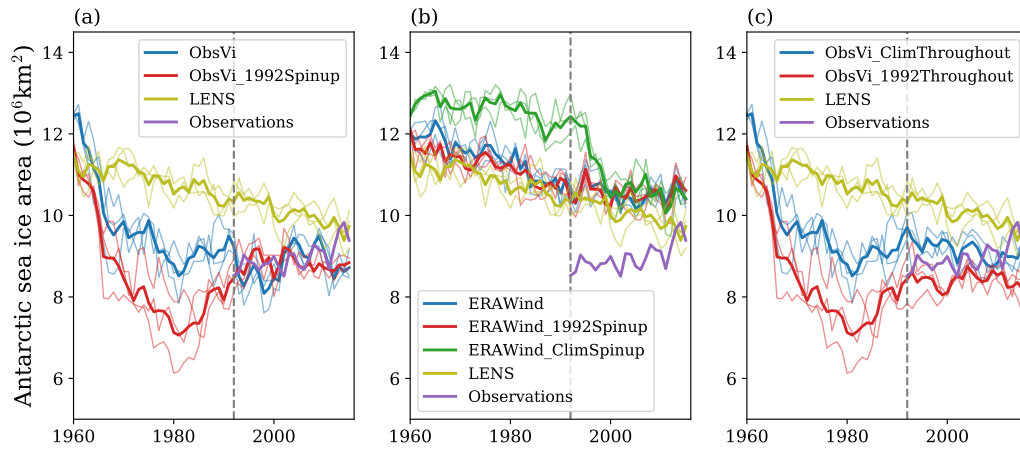 (a)
(b)
(c)
Antarctic sea ice area (10⁶km²)
14
12
10
8
6
ObsVi
ObsVi_1992Spinup
LENS
Observations
1960
1980
2000
14
12
10
8
6
ERAWind
ERAWind_1992Spinup
ERAWind_ClimSpinup
LENS
Observations
1960
1980
2000
14
12
10
8
6
ObsVi_ClimThroughout
ObsVi_1992Throughout
LENS
Observations
1960
1980
2000